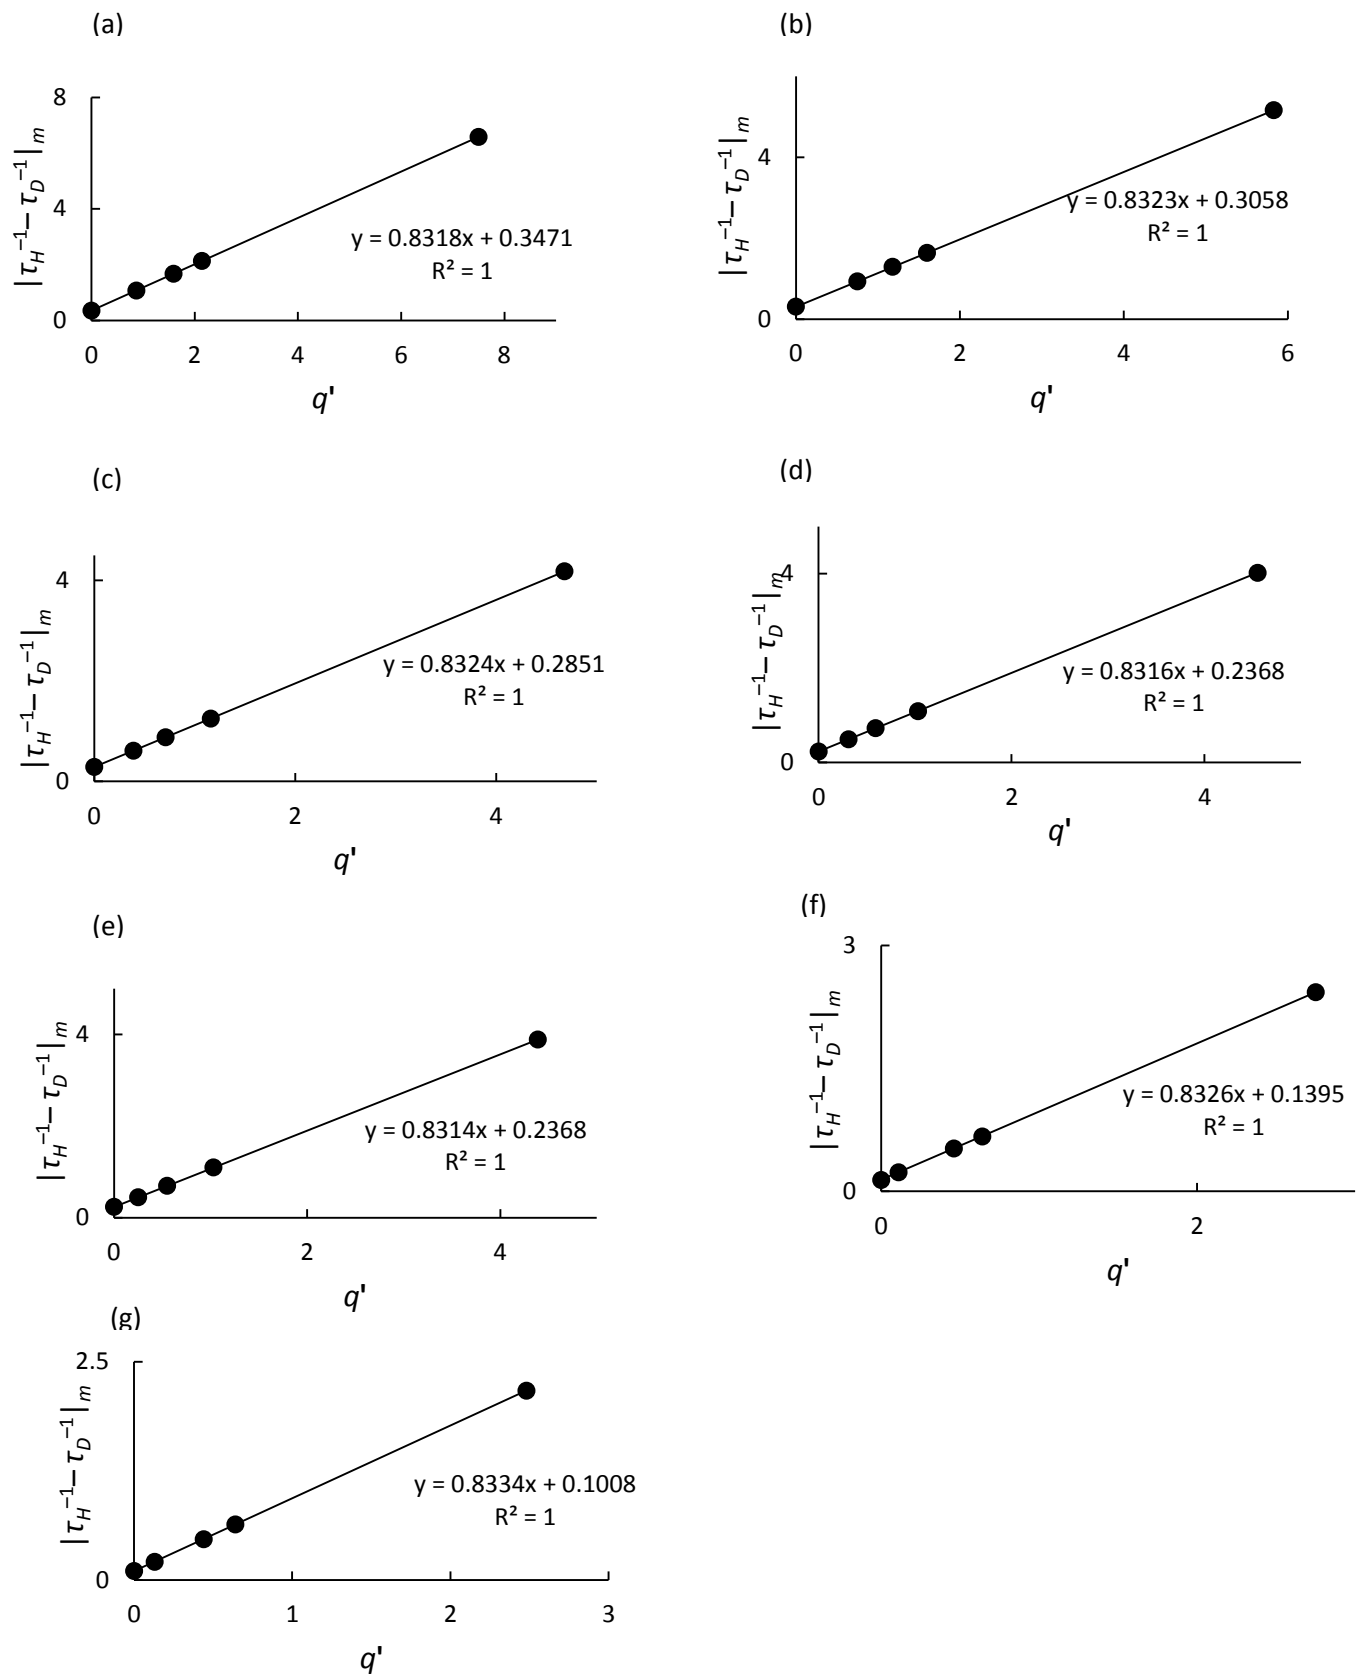 (a)
8
4
0
0 2 4 6 8
|τ_H⁻¹− τ_D⁻¹|_m
y = 0.8318x + 0.3471
R² = 1
q'
(b)
4
0
0 2 4 6
|τ_H⁻¹− τ_D⁻¹|_m
y = 0.8323x + 0.3058
R² = 1
q'
(c)
4
0
0 2 4
|τ_H⁻¹− τ_D⁻¹|_m
y = 0.8324x + 0.2851
R² = 1
q'
(d)
4
0
0 2 4
|τ_H⁻¹− τ_D⁻¹|_m
y = 0.8316x + 0.2368
R² = 1
q'
(e)
4
0
0 2 4
|τ_H⁻¹− τ_D⁻¹|_m
y = 0.8314x + 0.2368
R² = 1
q'
(f)
3
0
0 2
|τ_H⁻¹− τ_D⁻¹|_m
y = 0.8326x + 0.1395
R² = 1
q'
(g)
2.5
0
0 1 2 3
|τ_H⁻¹− τ_D⁻¹|_m
y = 0.8334x + 0.1008
R² = 1
q'